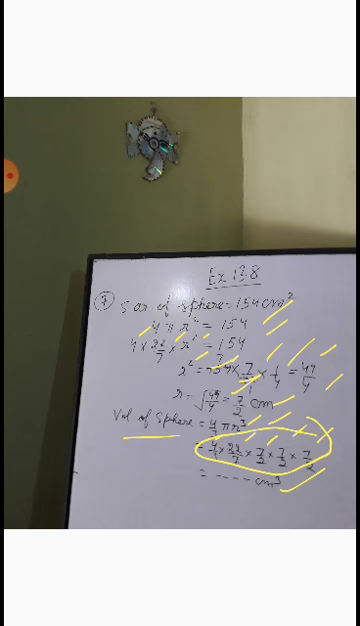 Ex 13.8
7 S ar of sphere = 154 cm²
4 π r² = 154
4 × 22/7 × r² = 154
r² = 154 × 7/22 × 1/4 = 49/4
r = √49/4 = 7/2 cm
Vol of sphere = 4/3 π r³
= 4/3 × 22/7 × 7/2 × 7/2 × 7/2
= ---- cm³